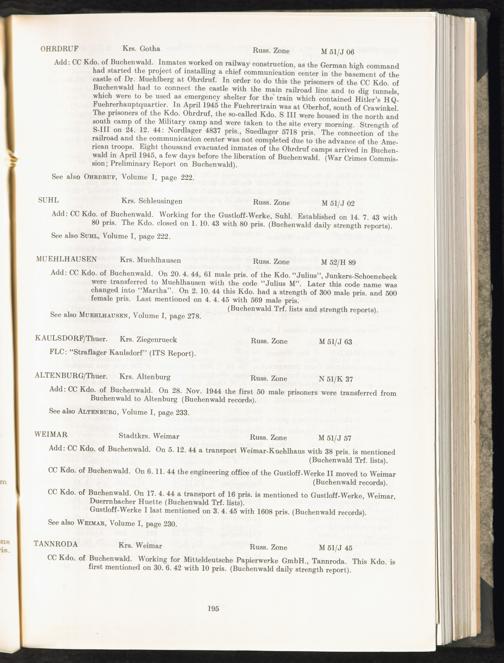 OHRDRUF Krs. Gotha Russ. Zone M 51/J 06
Add: CC Kdo. of Buchenwald. Inmates worked on railway construction, as the German high command
had started the project of installing a chief communication center in the basement of the
castle of Dr. Muehlberg at Ohrdruf. In order to do this the prisoners of the CC Kdo. of
Buchenwald had to connect the castle with the main railroad line and to dig tunnels,
which were to be used as emergency shelter for the train which contained Hitler's HQ-
Fuehrerhauptquartier. In April 1945 the Fuehrertrain was at Oberhof, south of Crawinkel.
The prisoners of the Kdo. Ohrdruf, the so-called Kdo. S III were housed in the north and
south camp of the Military camp and were taken to the site every morning. Strength of
S-III on 24. 12. 44: Nordlager 4837 pris., Suedlager 5718 pris. The connection of the
railroad and the communication center was not completed due to the advance of the Ame-
rican troops. Eight thousand evacuated inmates of the Ohrdruf camps arrived in Buchen-
wald in April 1945, a few days before the liberation of Buchenwald. (War Crimes Commis-
sion; Preliminary Report on Buchenwald).
See also OHRDRUF, Volume I, page 222.
SUHL Krs. Schleusingen Russ. Zone M 51/J 02
Add: CC Kdo. of Buchenwald. Working for the Gustloff-Werke, Suhl. Established on 14. 7. 43 with
80 pris. The Kdo. closed on 1. 10. 43 with 80 pris. (Buchenwald daily strength reports).
See also SUHL, Volume I, page 222.
MUEHLHAUSEN Krs. Muehlhausen Russ. Zone M 52/H 89
Add: CC Kdo. of Buchenwald. On 20. 4. 44, 61 male pris. of the Kdo. "Julius", Junkers-Schoenebeck
were transferred to Muehlhausen with the code "Julius M". Later this code name was
changed into "Martha". On 2. 10. 44 this Kdo. had a strength of 300 male pris. and 500
female pris. Last mentioned on 4. 4. 45 with 569 male pris.
(Buchenwald Trf. lists and strength reports).
See also MUEHLHAUSEN, Volume I, page 278.
KAULSDORF/Thuer. Krs. Ziegenrueck Russ. Zone M 51/J 63
FLC: "Straflager Kaulsdorf" (ITS Report).
ALTENBURG/Thuer. Krs. Altenburg Russ. Zone N 51/K 37
Add: CC Kdo. of Buchenwald. On 28. Nov. 1944 the first 50 male prisoners were transferred from
Buchenwald to Altenburg (Buchenwald records).
See also ALTENBURG, Volume I, page 233.
WEIMAR Stadtkrs. Weimar Russ. Zone M 51/J 57
Add: CC Kdo. of Buchenwald. On 5. 12. 44 a transport Weimar-Kuehlhaus with 38 pris. is mentioned
(Buchenwald Trf. lists).
CC Kdo. of Buchenwald. On 6. 11. 44 the engineering office of the Gustloff-Werke II moved to Weimar
(Buchenwald records).
CC Kdo. of Buchenwald. On 17. 4. 44 a transport of 16 pris. is mentioned to Gustloff-Werke, Weimar,
Duerrnbacher Huette (Buchenwald Trf. lists).
Gustloff-Werke I last mentioned on 3. 4. 45 with 1608 pris. (Buchenwald records).
See also WEIMAR, Volume I, page 230.
TANNRODA Krs. Weimar Russ. Zone M 51/J 45
CC Kdo. of Buchenwald. Working for Mitteldeutsche Papierwerke GmbH., Tannroda. This Kdo. is
first mentioned on 30. 6. 42 with 10 pris. (Buchenwald daily strength report).
195